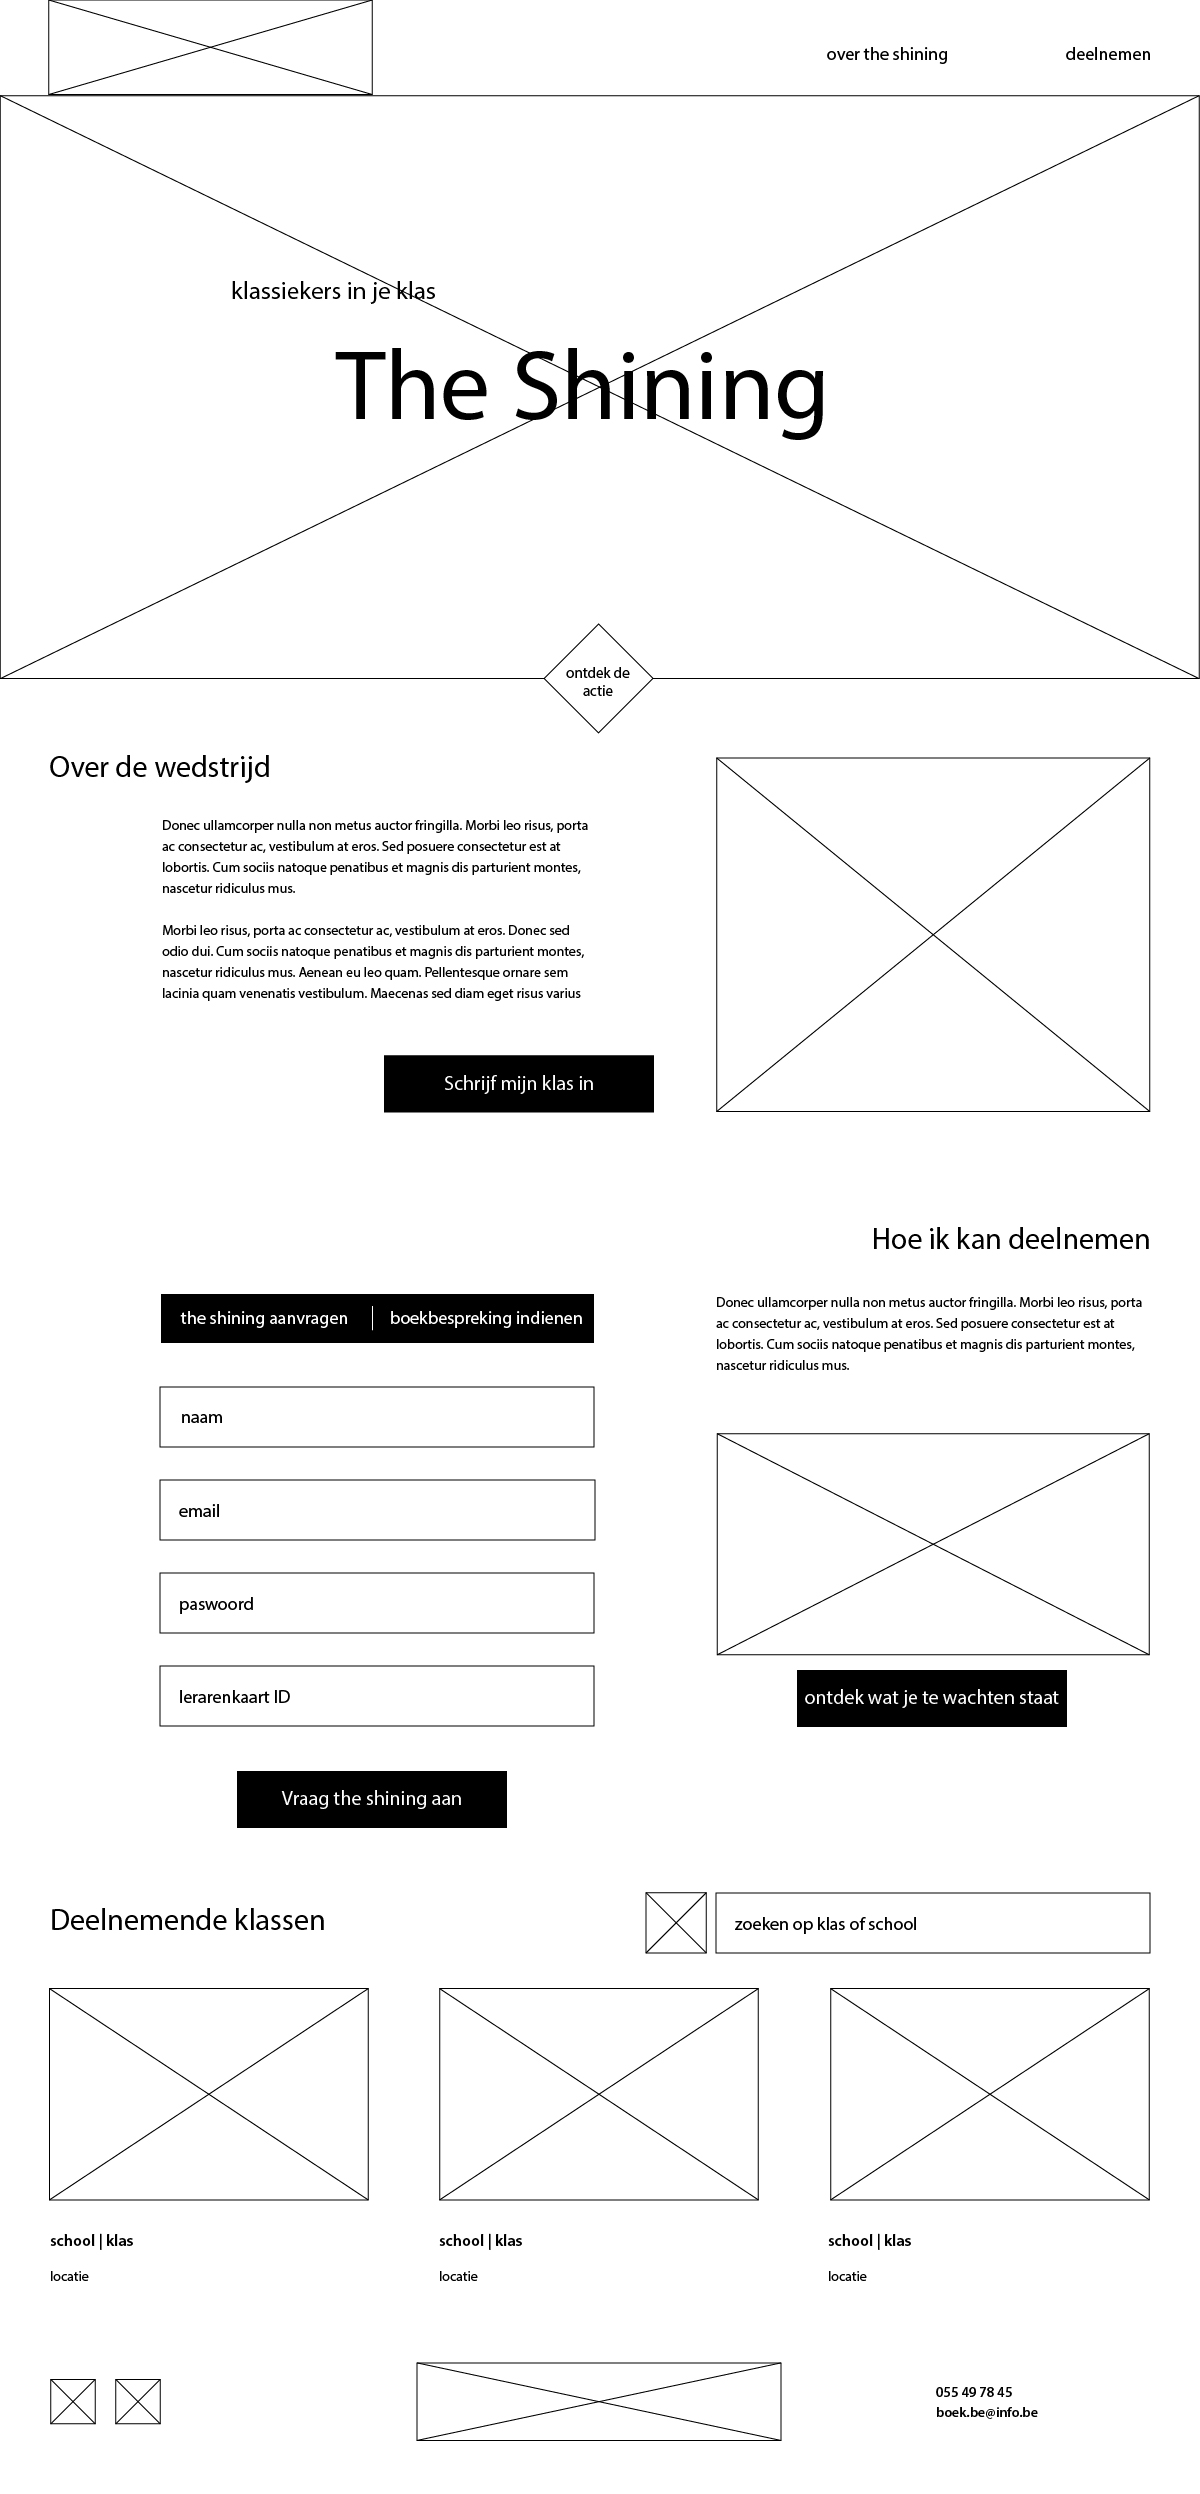 over the shining
deelnemen
klassiekers in je klas
The Shining
ontdek de
actie
Over de wedstrijd
Donec ullamcorper nulla non metus auctor fringilla. Morbi leo risus, porta
ac consectetur ac, vestibulum at eros. Sed posuere consectetur est at
lobortis. Cum sociis natoque penatibus et magnis dis parturient montes,
nascetur ridiculus mus.
Morbi leo risus, porta ac consectetur ac, vestibulum at eros. Donec sed
odio dui. Cum sociis natoque penatibus et magnis dis parturient montes,
nascetur ridiculus mus. Aenean eu leo quam. Pellentesque ornare sem
lacinia quam venenatis vestibulum. Maecenas sed diam eget risus varius
Schrijf mijn klas in
Hoe ik kan deelnemen
Donec ullamcorper nulla non metus auctor fringilla. Morbi leo risus, porta
ac consectetur ac, vestibulum at eros. Sed posuere consectetur est at
lobortis. Cum sociis natoque penatibus et magnis dis parturient montes,
nascetur ridiculus mus.
ontdek wat je te wachten staat
the shining aanvragen
boekbespreking indienen
naam
email
paswoord
lerarenkaart ID
Vraag the shining aan
Deelnemende klassen
zoeken op klas of school
school | klas
locatie
school | klas
locatie
school | klas
locatie
055 49 78 45
boek.be@info.be